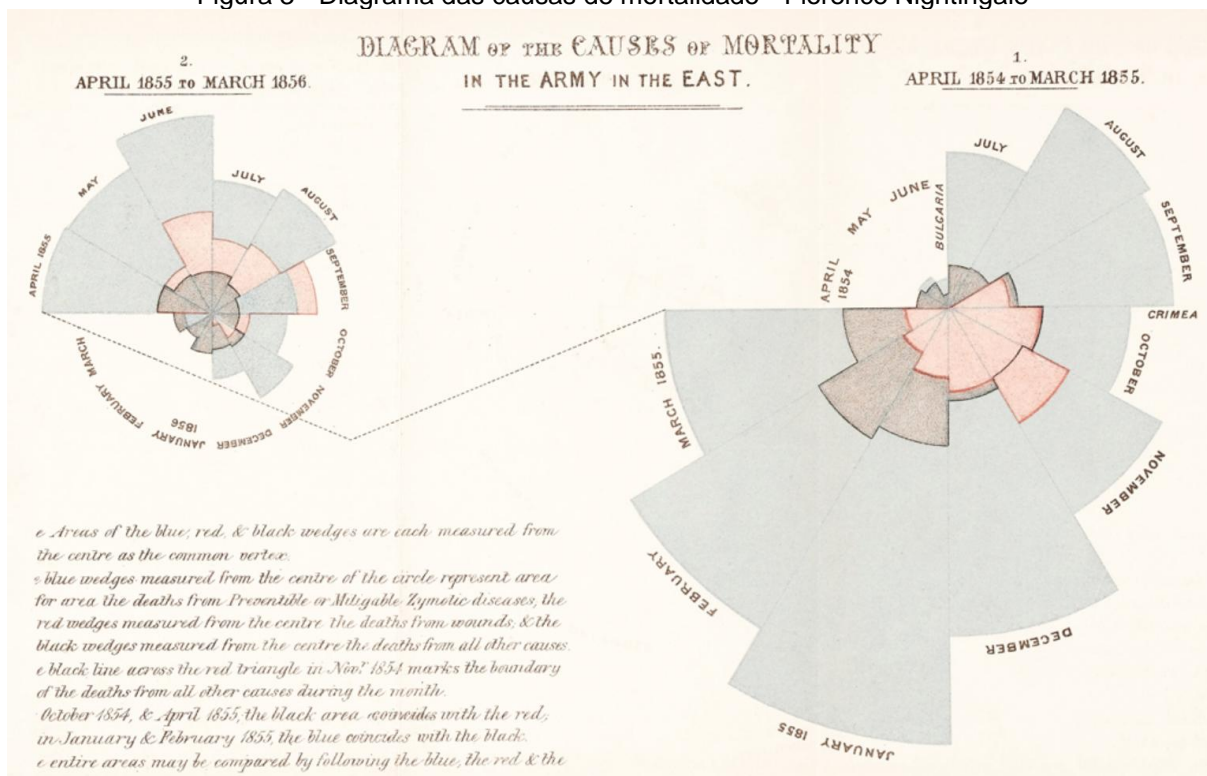 Figura 3 - Diagrama das causas de mortalidade - Florence Nightingale
DIAGRAM OF THE CAUSES OF MORTALITY
IN THE ARMY IN THE EAST.
2.
APRIL 1855 TO MARCH 1856.
1.
APRIL 1854 TO MARCH 1855.
JUNE
JULY
AUGUST
MAY
APRIL 1855
SEPTEMBER
OCTOBER
NOVEMBER
DECEMBER
JANUARY
1856
FEBRUARY
MARCH
JULY
AUGUST
SEPTEMBER
JUNE
MAY
APRIL
1854
BULGARIA
CRIMEA
OCTOBER
NOVEMBER
DECEMBER
JANUARY 1855
FEBRUARY
MARCH 1855.
e Areas of the blue, red, & black wedges are each measured from
the centre as the common vertex.
blue wedges measured from the centre of the circle represent area
for area the deaths from Preventible or Mitigable Zymotic diseases, the
red wedges measured from the centre the deaths from wounds, & the
black wedges measured from the centre the deaths from all other causes.
e black line across the red triangle in Nov.r 1854 marks the boundary
of the deaths from all other causes during the month.
October 1854, & April 1855, the black area coincides with the red,
in January & February 1855, the blue coincides with the black.
e entire areas may be compared by following the blue, the red & the